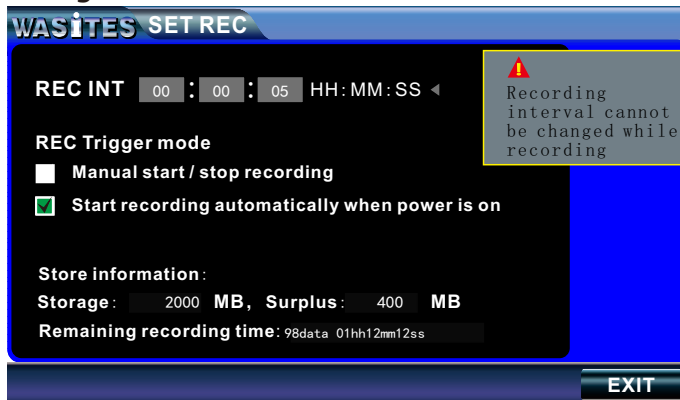 WASiTES SET REC
REC INT 00 : 00 : 05 HH:MM:SS
Recording
interval cannot
be changed while
recording
REC Trigger mode
Manual start / stop recording
Start recording automatically when power is on
Store information:
Storage: 2000 MB, Surplus: 400 MB
Remaining recording time: 98data 01hh12mm12ss
EXIT